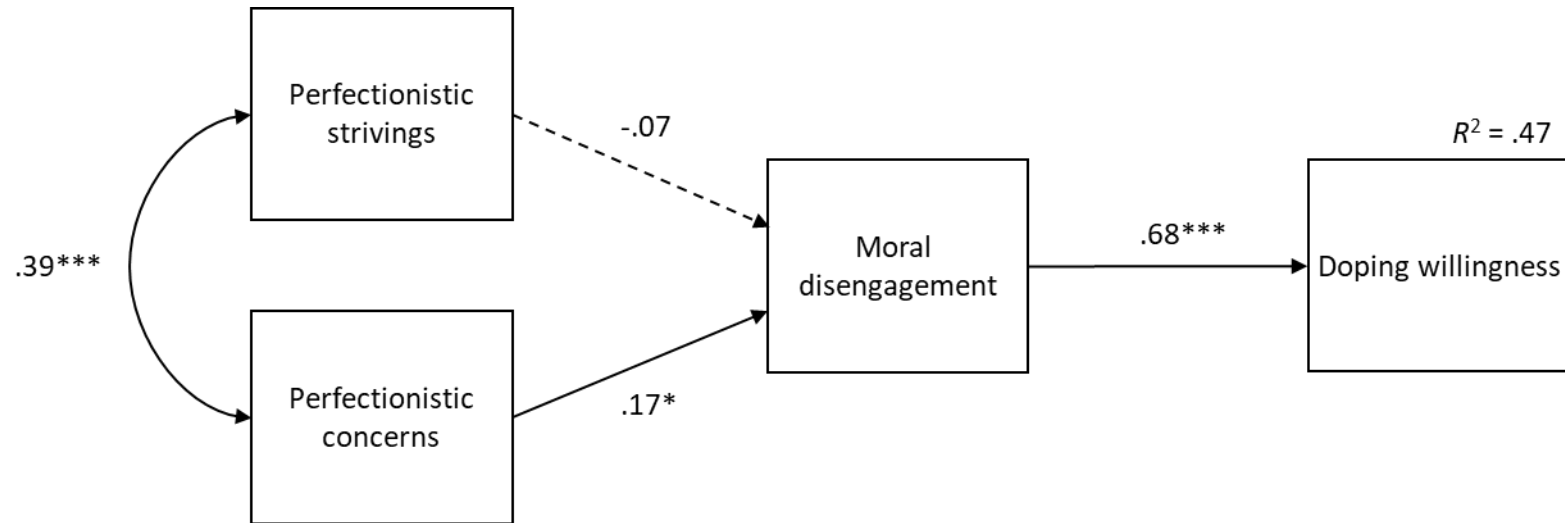 Perfectionistic
strivings
-.07
R² = .47
.39***
Moral
disengagement
.68***
Doping willingness
Perfectionistic
concerns
.17*